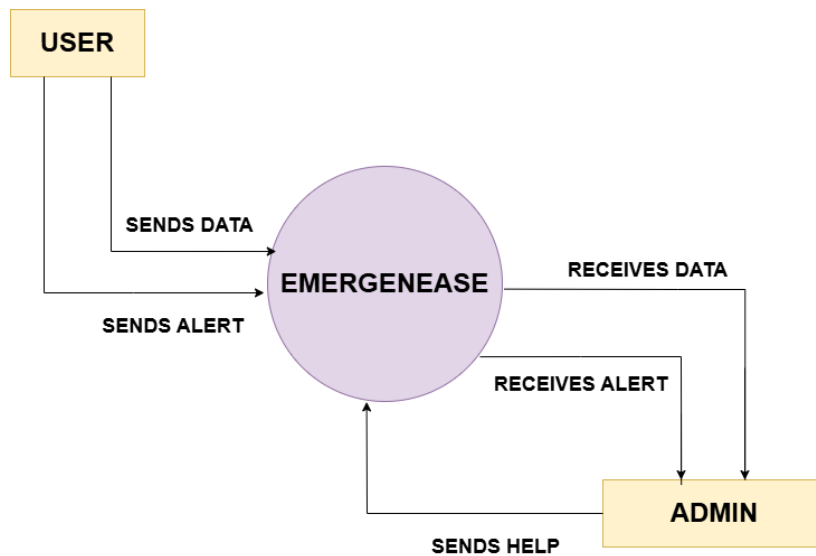 USER
SENDS DATA
EMERGENEASE
RECEIVES DATA
SENDS ALERT
RECEIVES ALERT
ADMIN
SENDS HELP